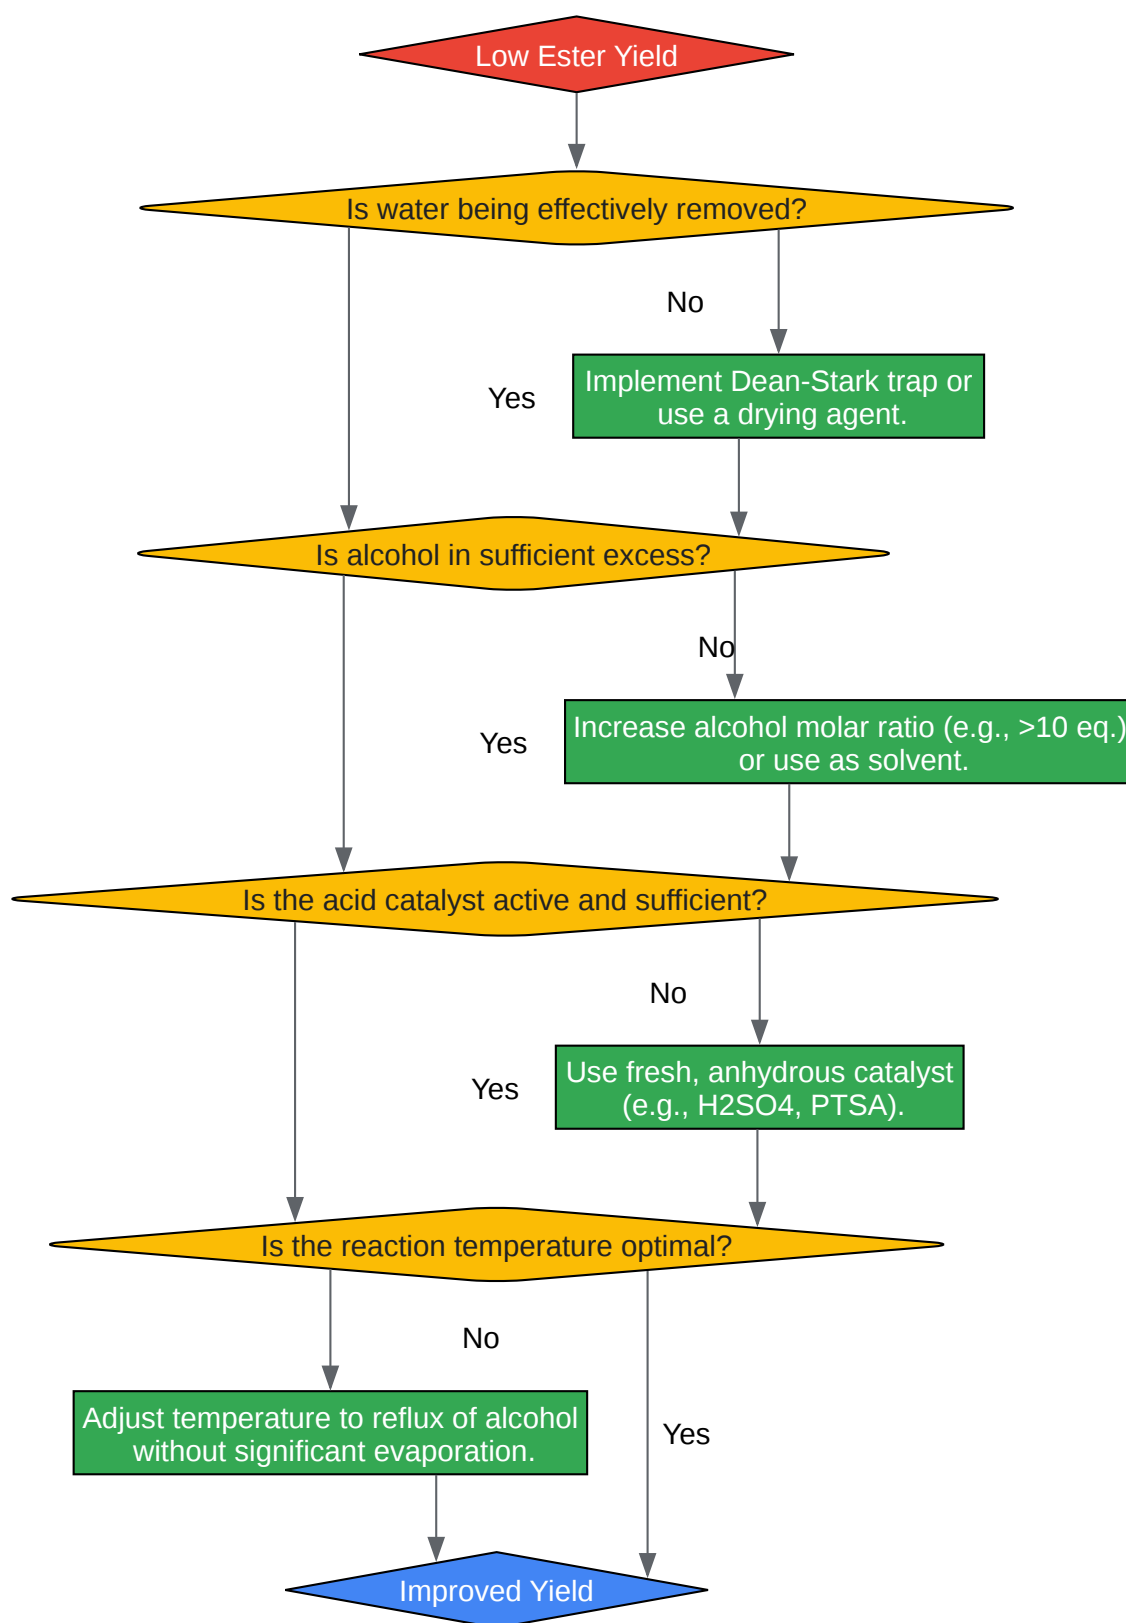 Low Ester Yield
Is water being effectively removed?
No
Implement Dean-Stark trap or
use a drying agent.
Yes
Is alcohol in sufficient excess?
No
Increase alcohol molar ratio (e.g., >10 eq.)
or use as solvent.
Yes
Is the acid catalyst active and sufficient?
No
Use fresh, anhydrous catalyst
(e.g., H2SO4, PTSA).
Yes
Is the reaction temperature optimal?
No
Adjust temperature to reflux of alcohol
without significant evaporation.
Yes
Improved Yield